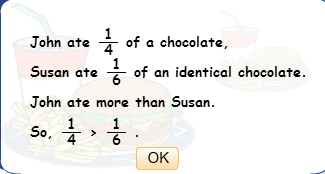 John ate 1/4 of a chocolate,
Susan ate 1/6 of an identical chocolate.
John ate more than Susan.
So, 1/4 > 1/6 .
OK